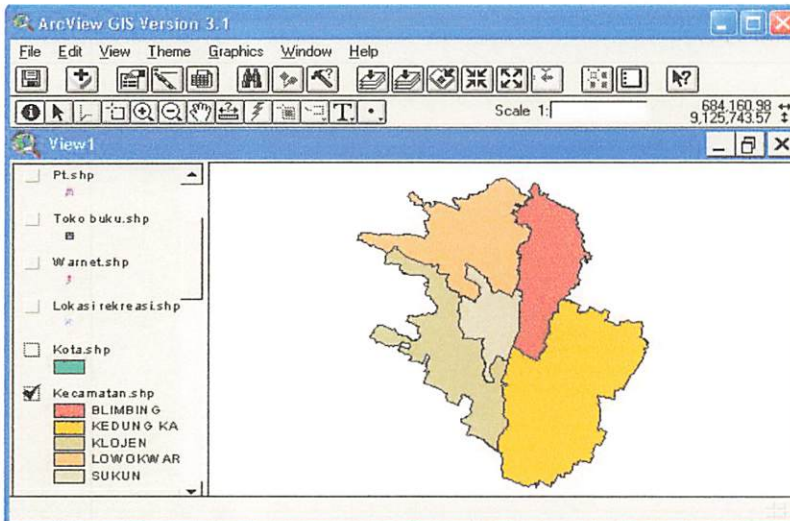 ArcView GIS Version 3.1
File Edit View Theme Graphics Window Help
Scale 1:
684,160.98
9,125,743.57
View1
Pt.shp
Toko buku.shp
Warnet.shp
Lokasi rekreasi.shp
Kota.shp
Kecamatan.shp
BLIMBING
KEDUNG KA
KLOJEN
LOWOKWAR
SUKUN